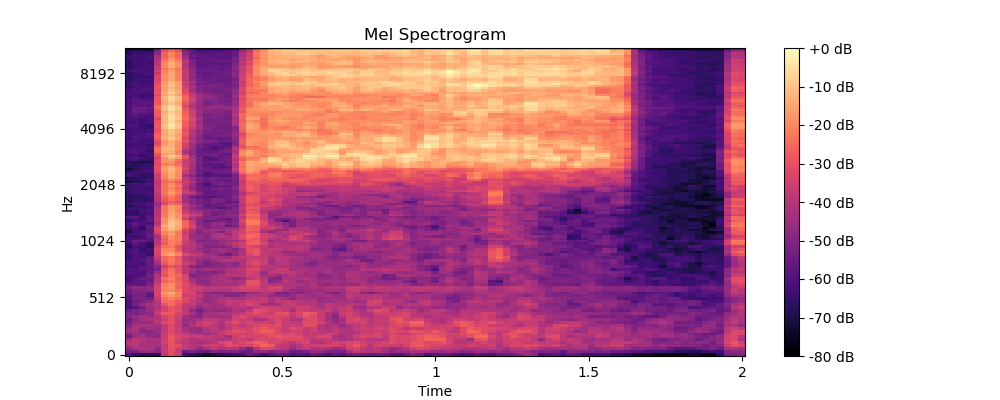 Mel Spectrogram
Hz
8192
4096
2048
1024
512
0
0
0.5
1
1.5
2
Time
+0 dB
-10 dB
-20 dB
-30 dB
-40 dB
-50 dB
-60 dB
-70 dB
-80 dB